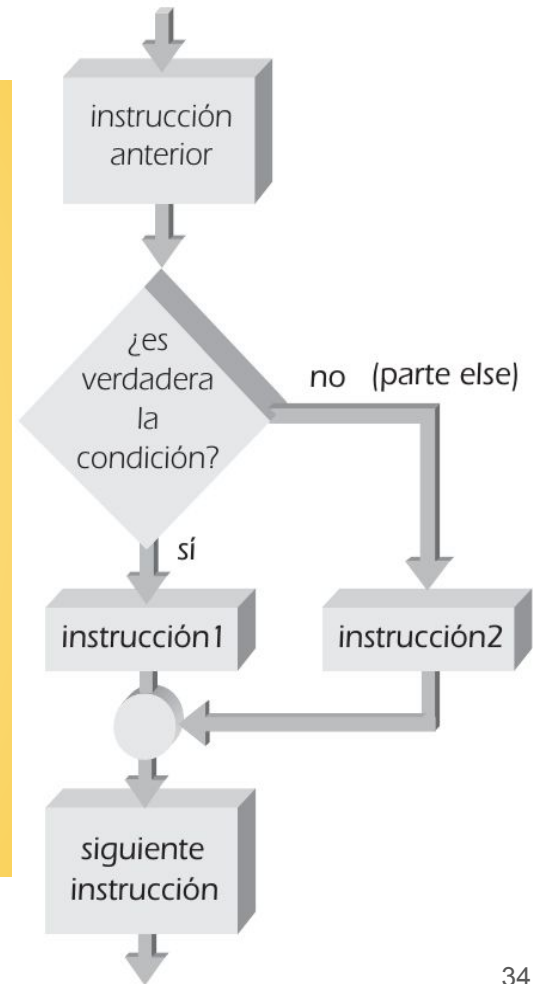 instrucción
anterior
¿es
verdadera
la
condición?
no (parte else)
sí
instrucción1
instrucción2
siguiente
instrucción
34